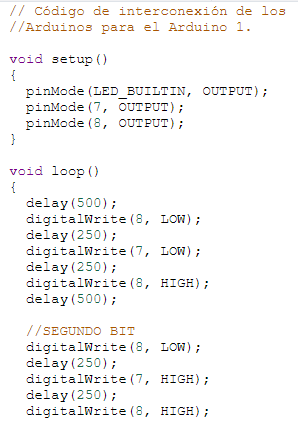 // Código de interconexión de los
//Arduinos para el Arduino 1.
void setup()
{
pinMode(LED_BUILTIN, OUTPUT);
pinMode(7, OUTPUT);
pinMode(8, OUTPUT);
}
void loop()
{
delay(500);
digitalWrite(8, LOW);
delay(250);
digitalWrite(7, LOW);
delay(250);
digitalWrite(8, HIGH);
delay(500);
//SEGUNDO BIT
digitalWrite(8, LOW);
delay(250);
digitalWrite(7, HIGH);
delay(250);
digitalWrite(8, HIGH);